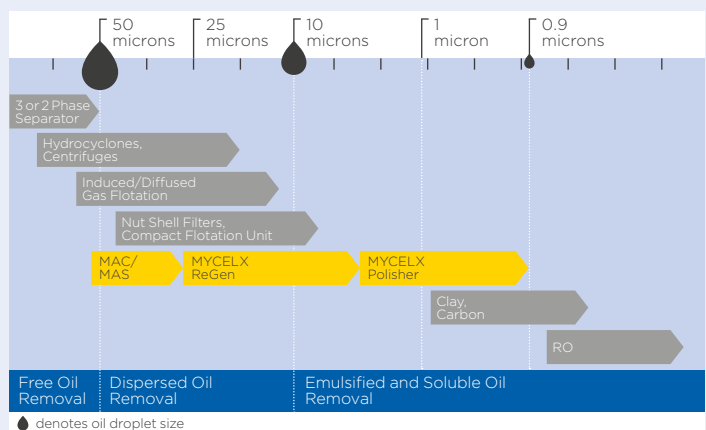 50
microns
25
microns
10
microns
1
micron
0.9
microns
3 or 2 Phase
Separator
Hydrocyclones,
Centrifuges
Induced/Diffused
Gas Flotation
Nut Shell Filters,
Compact Flotation Unit
MAC/
MAS
MYCELX
ReGen
MYCELX
Polisher
Clay,
Carbon
RO
Free Oil
Removal
Dispersed Oil
Removal
Emulsified and Soluble Oil
Removal
denotes oil droplet size